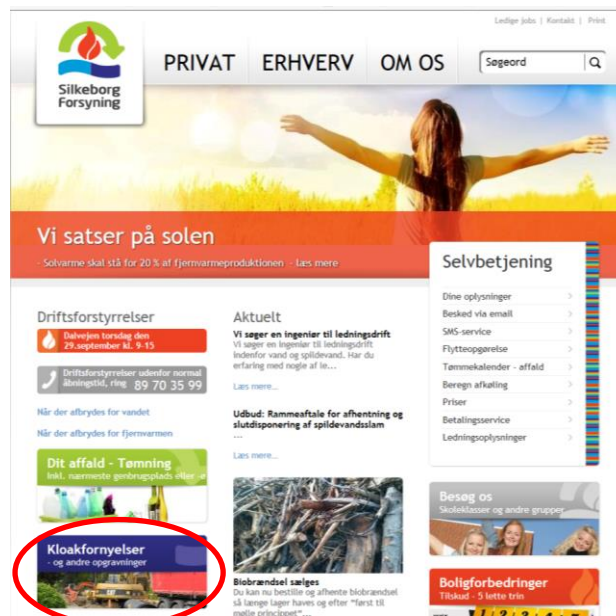 Ledige jobs | Kontakt | Print
Silkeborg
Forsyning
PRIVAT ERHVERV OM OS
Søgeord
Vi satser på solen
- Solvarme skal stå for 20 % af fjernvarmeproduktionen - læs mere
Driftsforstyrrelser
Dalvejen torsdag den
29.september kl. 9-15
Driftsforstyrrelser udenfor normal
åbningstid, ring 89 70 35 99
Når der afbrydes for vandet
Når der afbrydes for fjernvarmen
Dit affald - Tømning
Inkl. nærmeste genbrugsplads eller -ø
Kloakfornyelser
- og andre opgravninger
Aktuelt
Vi søger en ingeniør til ledningsdrift
Vi søger en ingeniør til ledningsdrift
indenfor vand og spildevand. Har du
erfaring med nogle af le...
Læs mere...
Udbud: Rammeaftale for afhentning og
slutdisponering af spildevandsslam
...
Læs mere...
Biobrændsel sælges
Du kan nu bestille og afhente biobrændsel
så længe lager haves og efter "først til
mølle princippet"...
Selvbetjening
Dine oplysninger
Besked via email
SMS-service
Flytteopgørelse
Tømmekalender - affald
Beregn afkøling
Priser
Betalingsservice
Ledningsoplysninger
Besøg os
Skoleklasser og andre grupper
Boligforbedringer
Tilskud - 5 lette trin